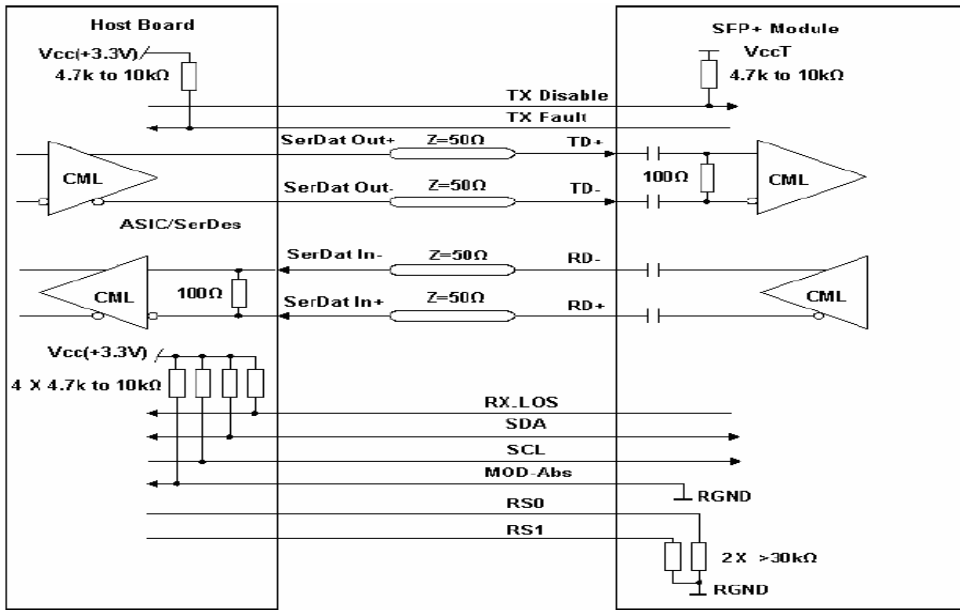 Host Board
SFP+ Module
Vcc(+3.3V)
4.7k to 10kΩ
VccT
4.7k to 10kΩ
TX Disable
TX Fault
SerDat Out+
Z=50Ω
TD+
CML
100Ω
CML
SerDat Out-
Z=50Ω
TD-
ASIC/SerDes
SerDat In-
Z=50Ω
RD-
CML
100Ω
CML
SerDat In+
Z=50Ω
RD+
Vcc(+3.3V)
4 X 4.7k to 10kΩ
RX_LOS
SDA
SCL
MOD-Abs
RGND
RS0
RS1
2X >30kΩ
RGND